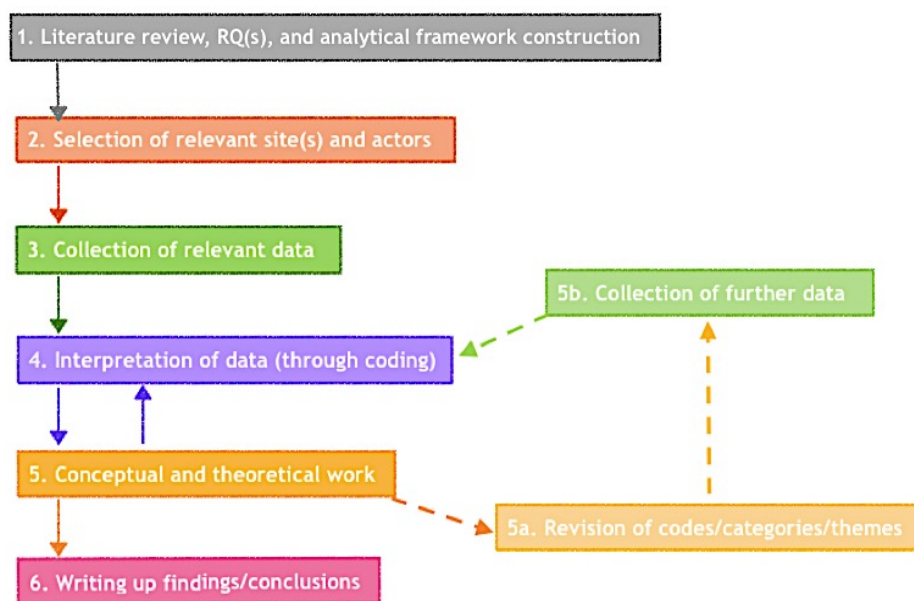 1. Literature review, RQ(s), and analytical framework construction
2. Selection of relevant site(s) and actors
3. Collection of relevant data
5b. Collection of further data
4. Interpretation of data (through coding)
5. Conceptual and theoretical work
5a. Revision of codes/categories/themes
6. Writing up findings/conclusions